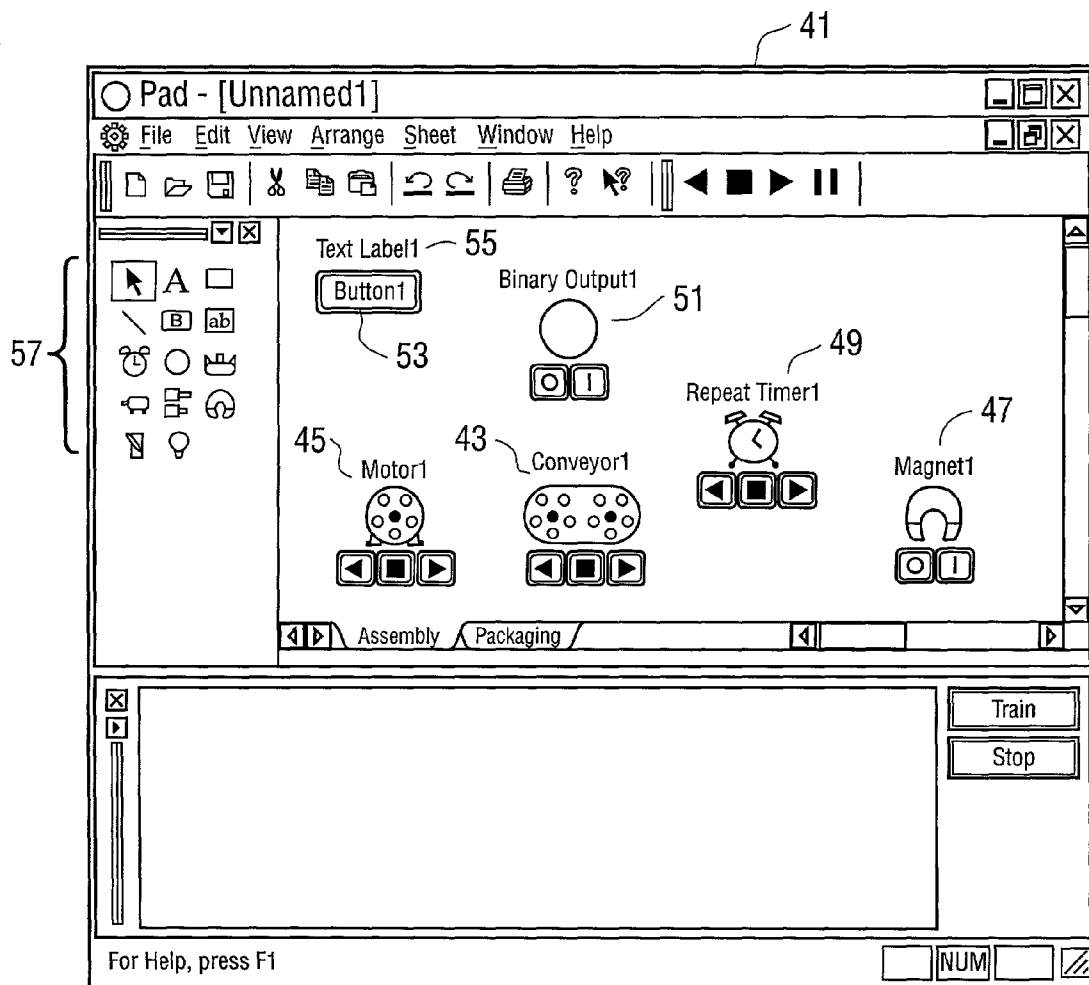 41
Pad - [Unnamed1]
File Edit View Arrange Sheet Window Help
? ?
Text Label1 55
Button1
53
Binary Output1
51
O I
57
A
B ab
49
Repeat Timer1
45
Motor1
43
Conveyor1
47
Magnet1
O I
Assembly Packaging
Train
Stop
For Help, press F1
NUM